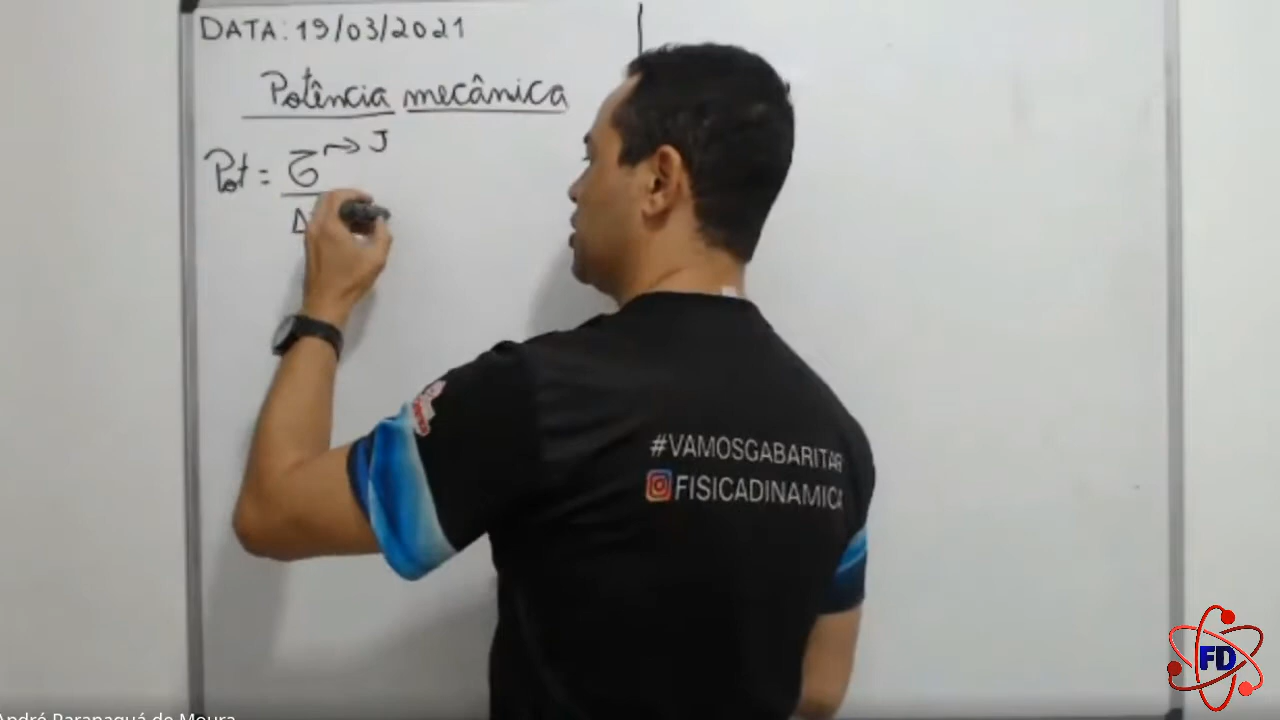 DATA: 19/03/2021
Potência mecânica
Pot = Ꞇ → J
Δ
#VAMOSGABARITAR
FISICADINAMICA
FD